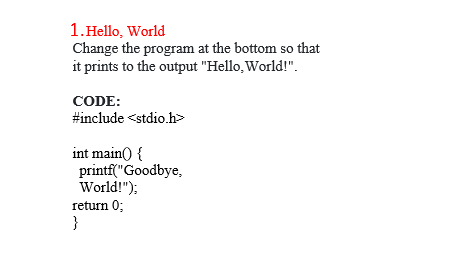 1.Hello, World
Change the program at the bottom so that
it prints to the output "Hello,World!".
CODE:
#include <stdio.h>
int main() {
printf("Goodbye,
World!");
return 0;
}